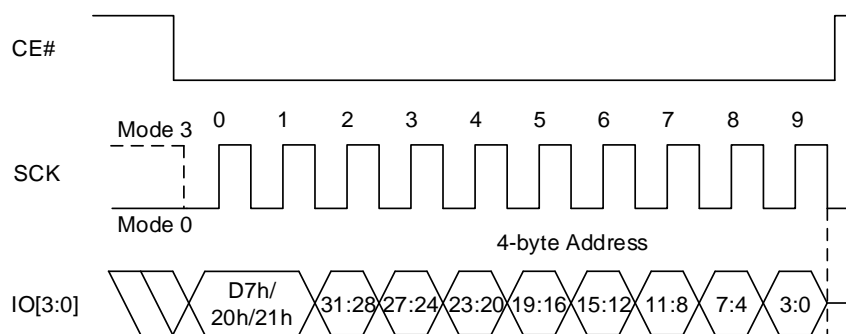 CE#
Mode 3 0 1 2 3 4 5 6 7 8 9
SCK
Mode 0
4-byte Address
IO[3:0]
D7h/
20h/21h
31:28 27:24 23:20 19:16 15:12 11:8 7:4 3:0